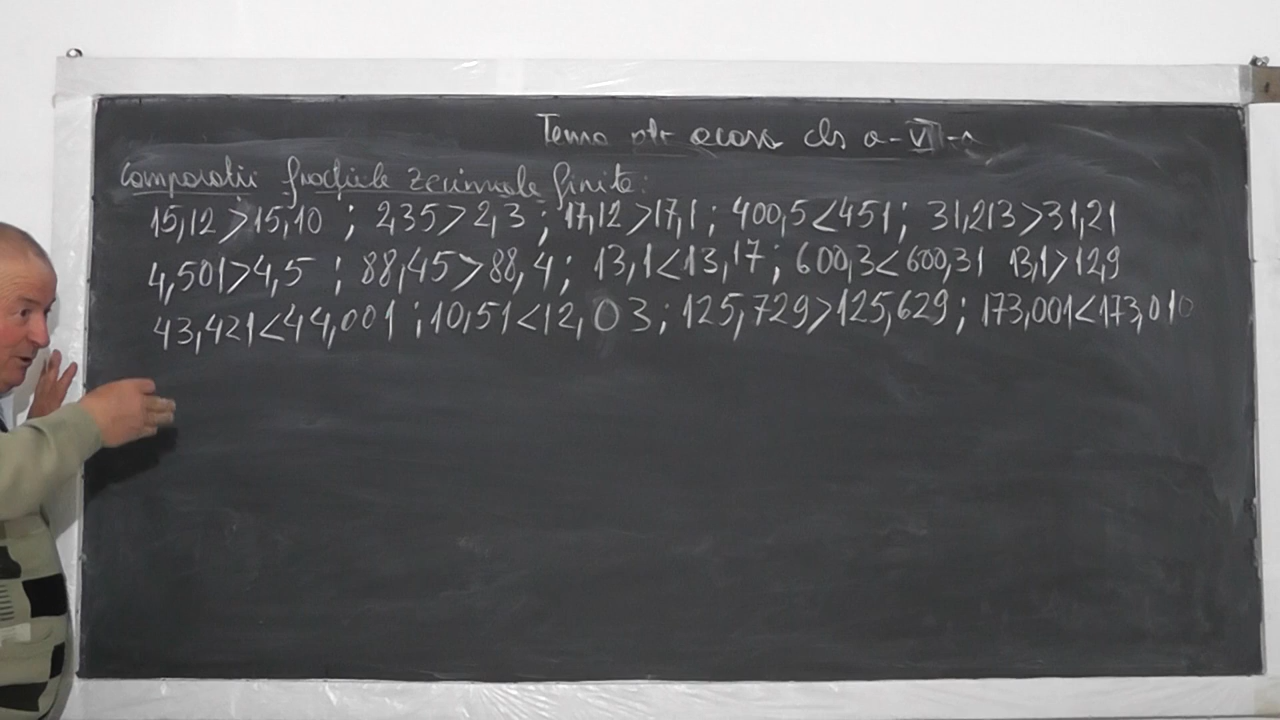 Tema ptr acasa cls a-VI-a
Comparati fractiile zecimale finite:
15,12>15,10 ; 2,35>2,3 ; 17,12>17,1 ; 400,5<451 ; 31,213>31,21
4,501>4,5 ; 88,45>88,4 ; 13,1<13,17 ; 600,3<600,31 13,1>12,9
43,421<44,001 ; 10,51<12,03 ; 125,729>125,629 ; 173,001<173,010